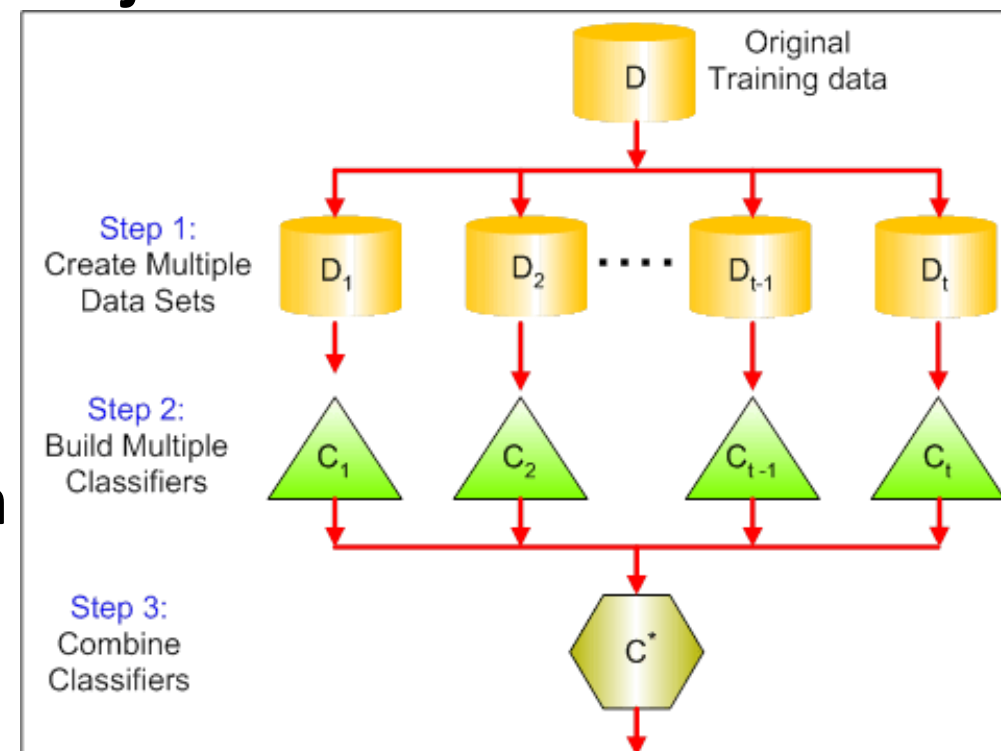 y
D
Original
Training data
Step 1:
Create Multiple
Data Sets
D1
D2
....
Dt-1
Dt
Step 2:
Build Multiple
Classifiers
C1
C2
Ct -1
Ct
n
Step 3:
Combine
Classifiers
C*